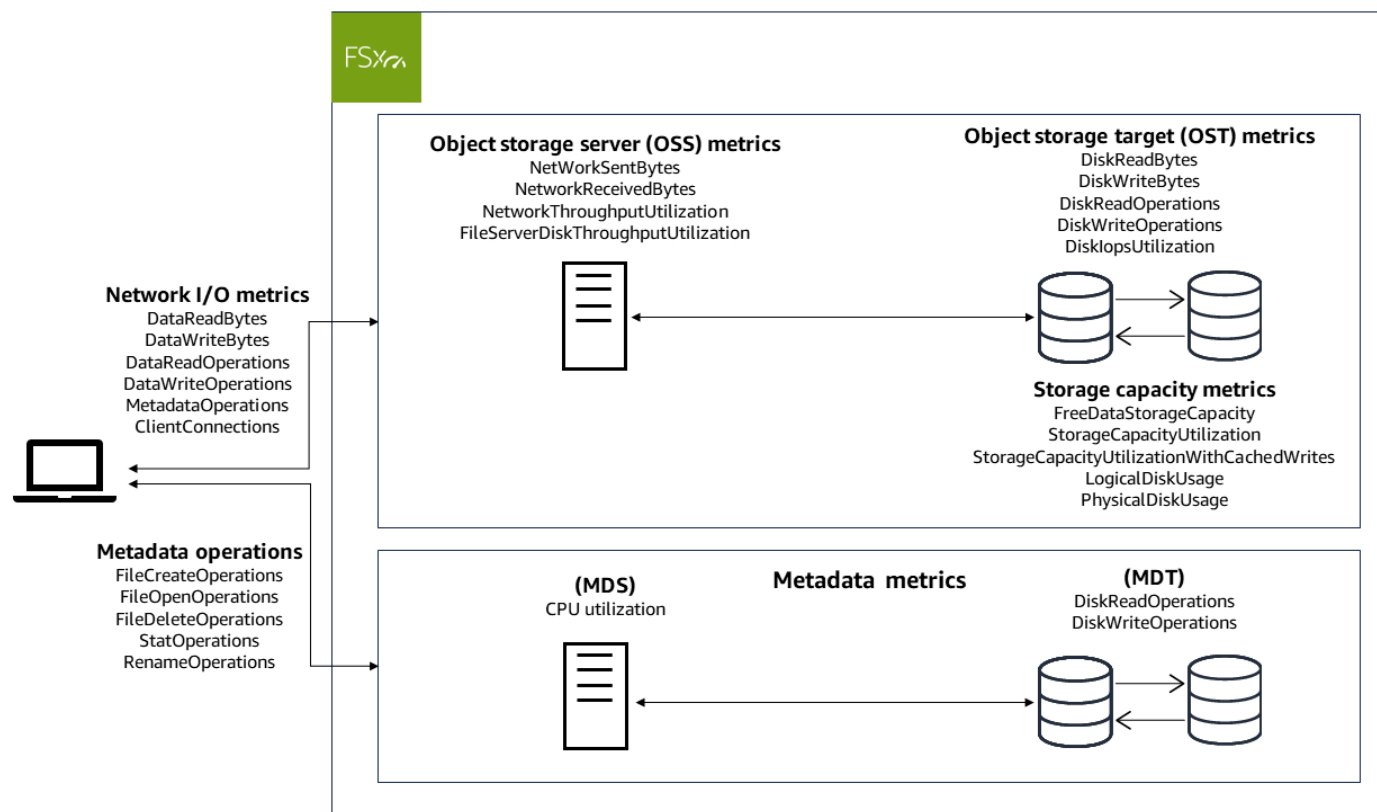 FSx
Object storage server (OSS) metrics
NetWorkSentBytes
NetworkReceivedBytes
NetworkThroughputUtilization
FileServerDiskThroughputUtilization
Object storage target (OST) metrics
DiskReadBytes
DiskWriteBytes
DiskReadOperations
DiskWriteOperations
DiskIopsUtilization
Network I/O metrics
DataReadBytes
DataWriteBytes
DataReadOperations
DataWriteOperations
MetadataOperations
ClientConnections
Storage capacity metrics
FreeDataStorageCapacity
StorageCapacityUtilization
StorageCapacityUtilizationWithCachedWrites
LogicalDiskUsage
PhysicalDiskUsage
Metadata operations
FileCreateOperations
FileOpenOperations
FileDeleteOperations
StatOperations
RenameOperations
(MDS)
CPU utilization
Metadata metrics
(MDT)
DiskReadOperations
DiskWriteOperations